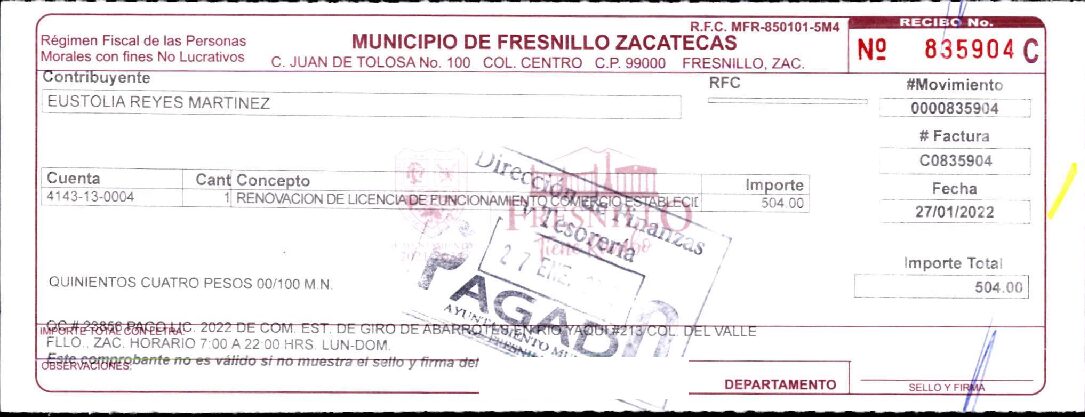 R.F.C. MFR-850101-5M4
RECIBO No.
Régimen Fiscal de las Personas
Morales con fines No Lucrativos
MUNICIPIO DE FRESNILLO ZACATECAS
C. JUAN DE TOLOSA No. 100 COL. CENTRO C.P. 99000 FRESNILLO, ZAC.
Nº 835904 C
Contribuyente
EUSTOLIA REYES MARTINEZ
RFC
#Movimiento
0000835904
# Factura
C0835904
Fecha
27/01/2022
Cuenta Cant Concepto Importe
4143-13-0004 1 RENOVACION DE LICENCIA DE FUNCIONAMIENTO COMERCIO ESTABLECID 504.00
FRESNILLO
Dirección de Finanzas
y Tesorería
27 ENE.
PAGADO
AYUNTAMIENTO
Importe Total
504.00
QUINIENTOS CUATRO PESOS 00/100 M.N.
IMPORTE TOTAL CON LETRA:
PAGO LIC. 2022 DE COM. EST. DE GIRO DE ABARROTES EN RIO YAQUI #213 COL. DEL VALLE
FLLO., ZAC. HORARIO 7:00 A 22:00 HRS. LUN-DOM.
Este comprobante no es válido si no muestra el sello y firma del
OBSERVACIONES:
DEPARTAMENTO
SELLO Y FIRMA